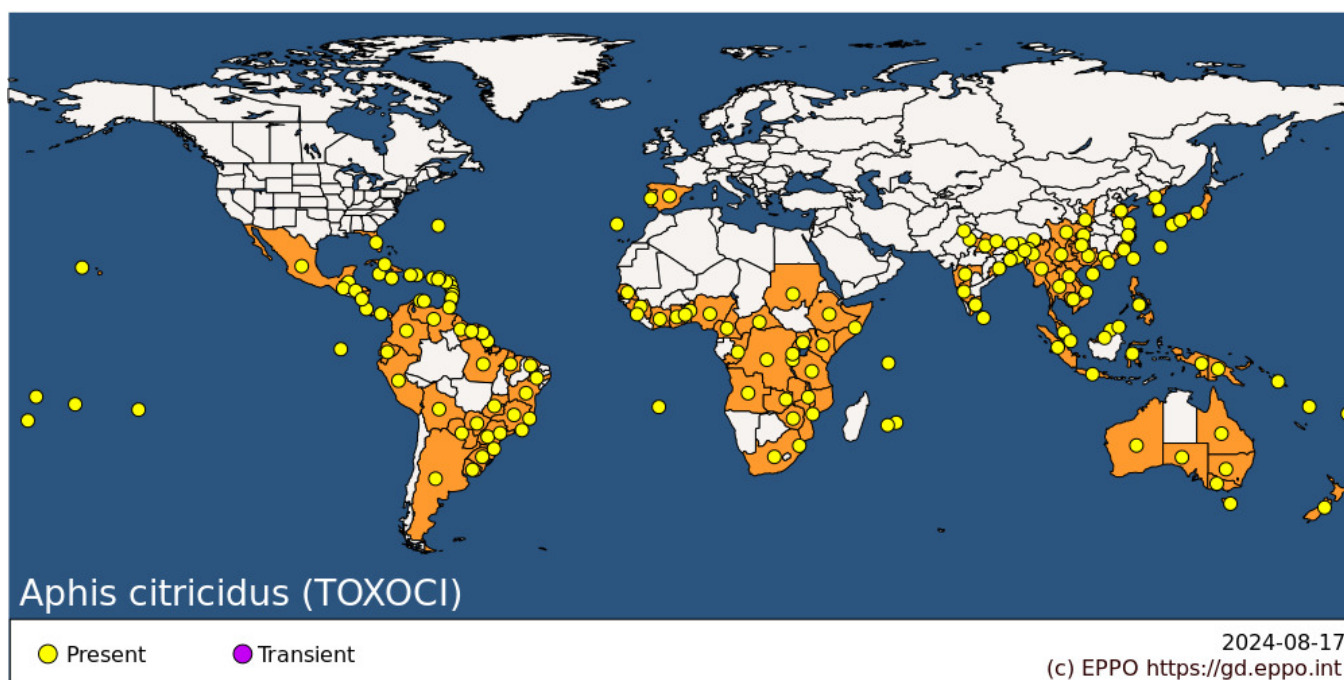 Aphis citricidus (TOXOCI)
Present
Transient
2024-08-17
(c) EPPO https://gd.eppo.int